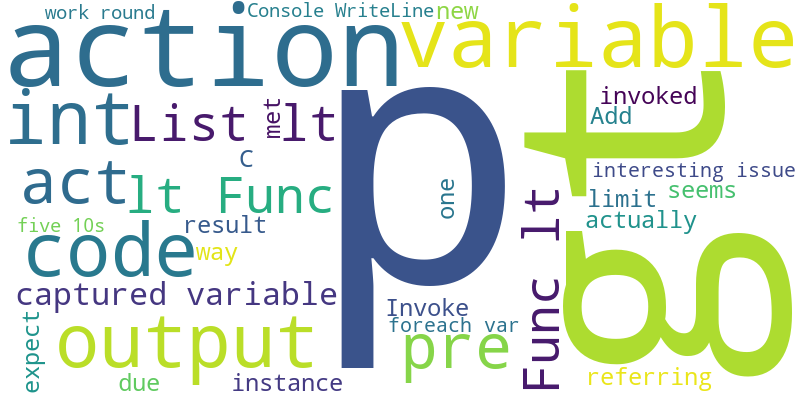 work round
Console WriteLine
new
action
variable
int
List
met
lt
p
gt
invoked
Add
C
act
lt Func
one
interesting issue
limit
seems
actually
five 10s
result
code
way
Func lt
captured variable
Invoke
foreach var
output
pre
expect
due
instance
referring